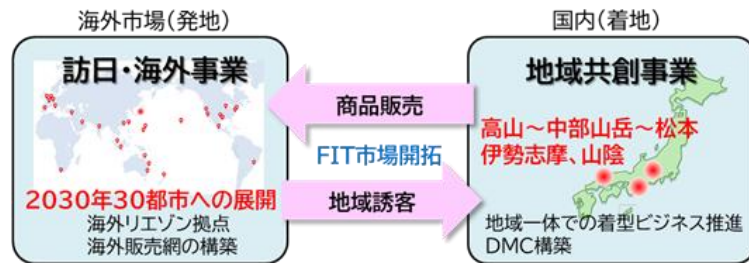 海外市場(発地)
訪日・海外事業
2030年30都市への展開
海外リエゾン拠点
海外販売網の構築
商品販売
FIT市場開拓
地域誘客
国内(着地)
地域共創事業
高山～中部山岳～松本
伊勢志摩、山陰
地域一体での着型ビジネス推進
DMC構築